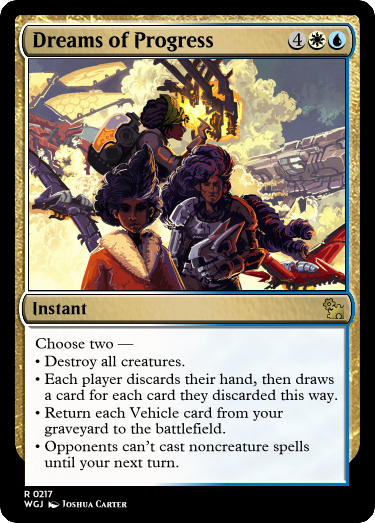 Dreams of Progress 4
Instant
Choose two —
• Destroy all creatures.
• Each player discards their hand, then draws
a card for each card they discarded this way.
• Return each Vehicle card from your
graveyard to the battlefield.
• Opponents can't cast noncreature spells
until your next turn.
R 0217
WGJ Joshua Carter